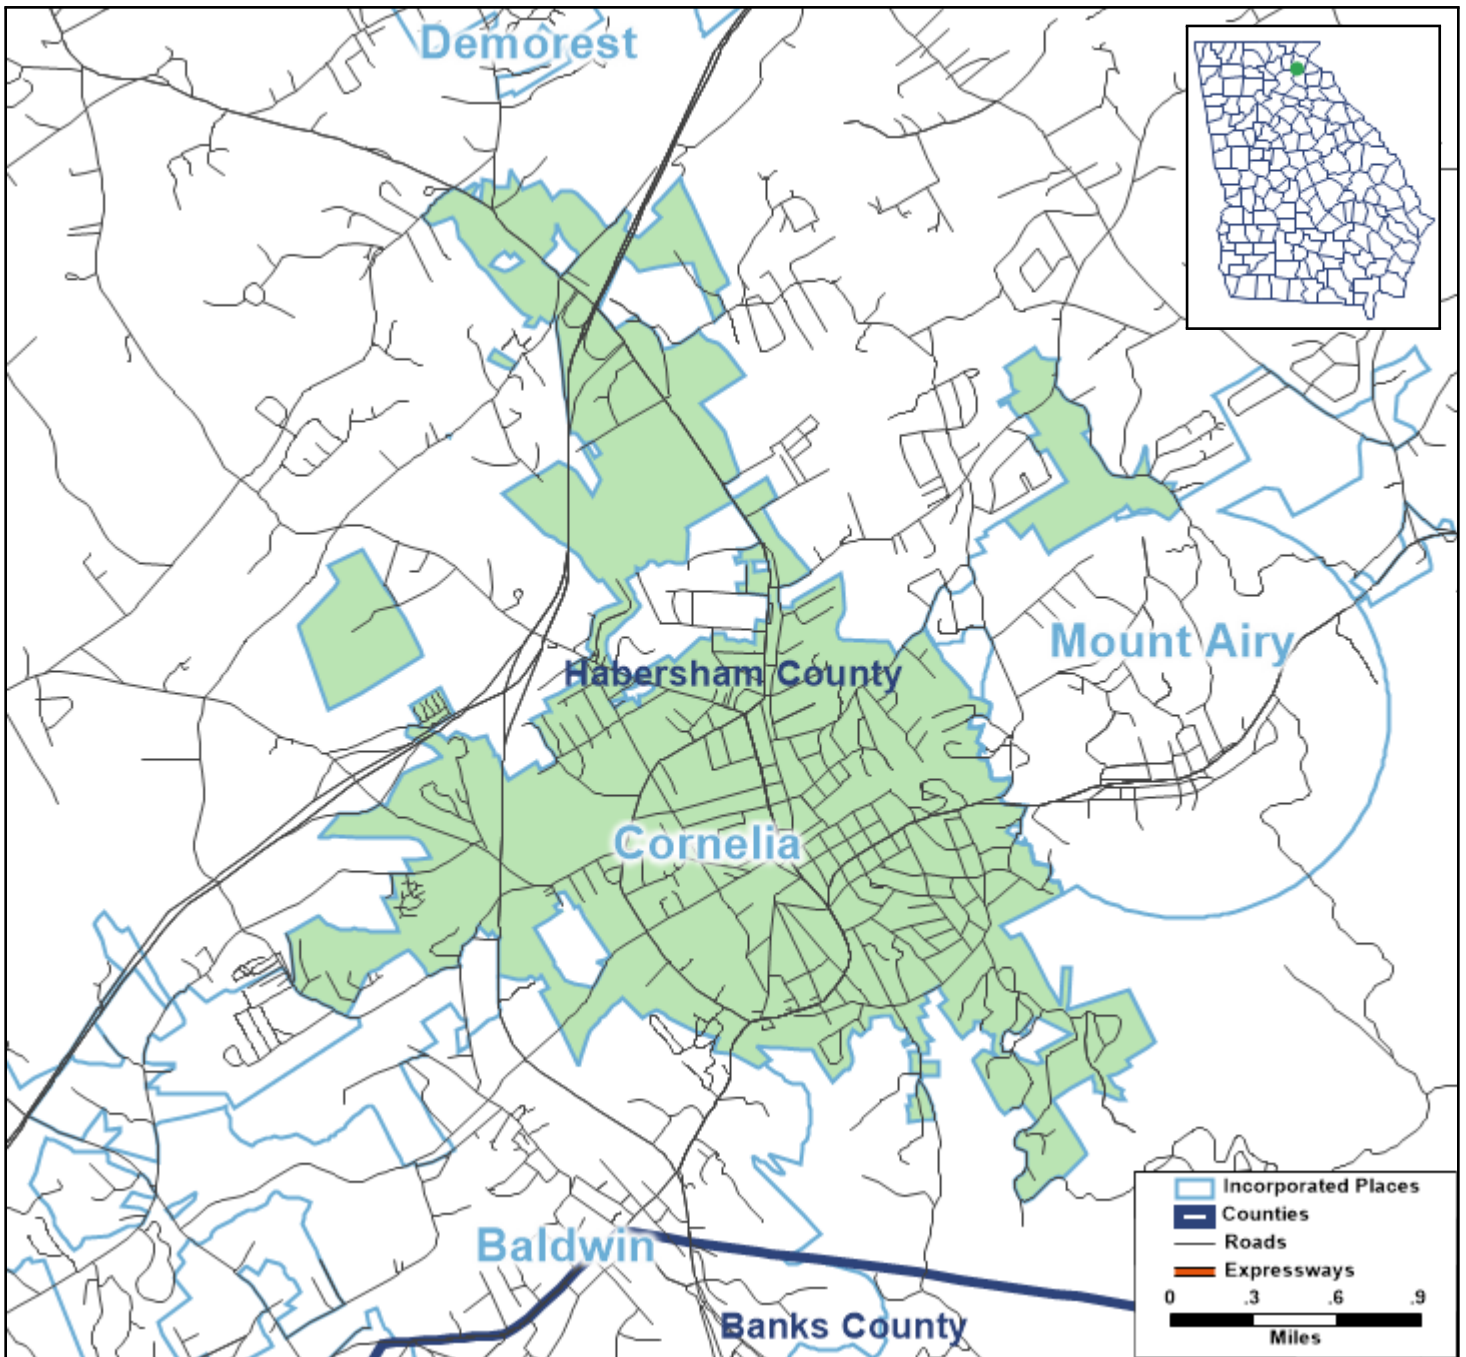 Demorest
Mount Airy
Habersham County
Cornelia
Baldwin
Banks County
Incorporated Places
Counties
Roads
Expressways
0 .3 .6 .9
Miles